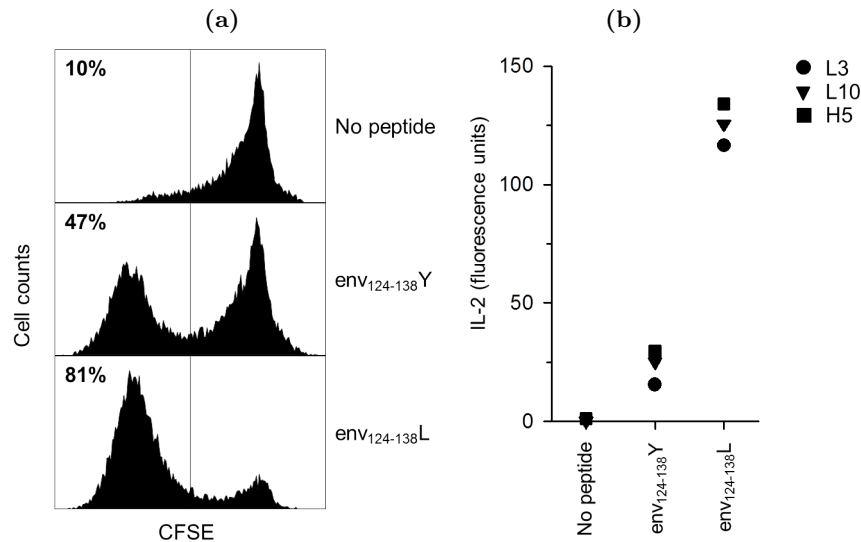 (a)
10%
No peptide
47%
env124-138Y
81%
env124-138L
Cell counts
CFSE
(b)
L3
L10
H5
150
100
50
0
IL-2 (fluorescence units)
No peptide
env124-138Y
env124-138L